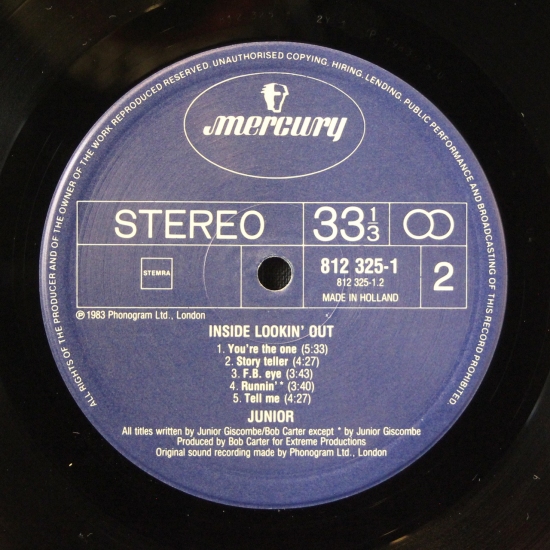 ALL RIGHTS OF THE PRODUCER AND OF THE OWNER OF THE WORK REPRODUCED RESERVED. UNAUTHORISED COPYING, HIRING, LENDING, PUBLIC PERFORMANCE AND BROADCASTING OF THIS RECORD PROHIBITED
mercury
STEREO 33 1/3
STEMRA
812 325-1
812 325-1.2
MADE IN HOLLAND
2
℗ 1983 Phonogram Ltd., London
INSIDE LOOKIN' OUT
1. You're the one (5:33)
2. Story teller (4:27)
3. F.B. eye (3:43)
4. Runnin'* (3:40)
5. Tell me (4:27)
JUNIOR
All titles written by Junior Giscombe/Bob Carter except * by Junior Giscombe
Produced by Bob Carter for Extreme Productions
Original sound recording made by Phonogram Ltd., London